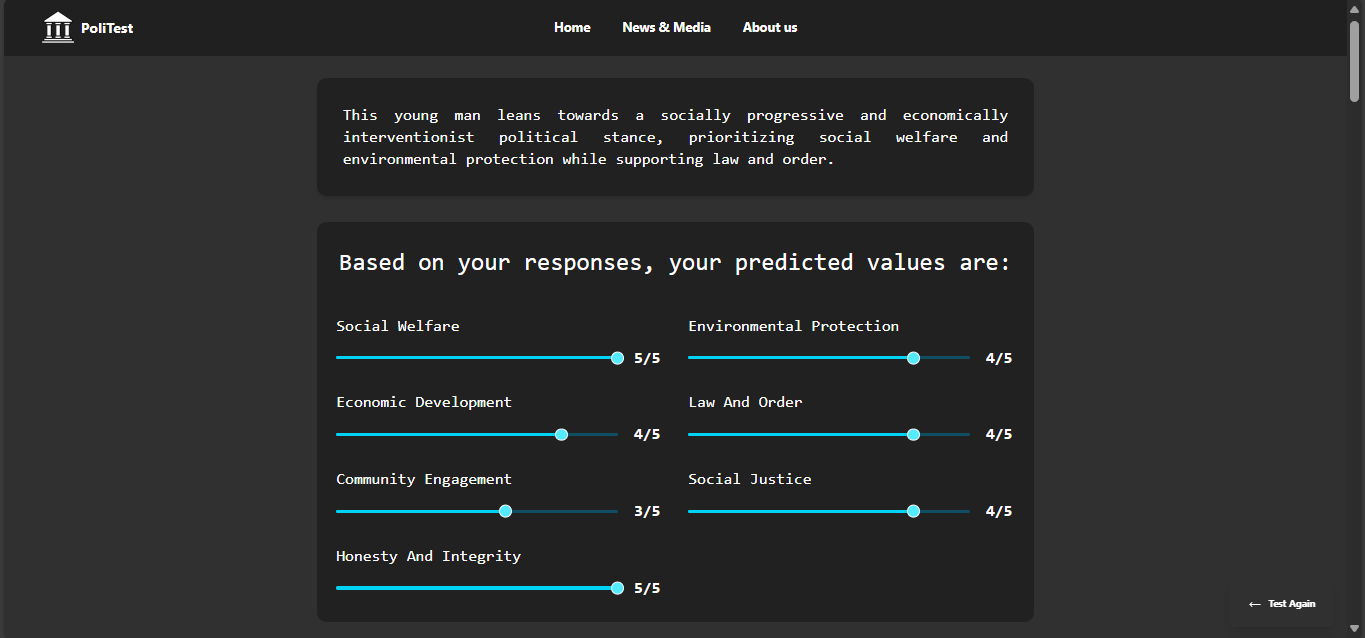 PoliTest
Home
News & Media
About us
This young man leans towards a socially progressive and economically
interventionist political stance, prioritizing social welfare and
environmental protection while supporting law and order.
Based on your responses, your predicted values are:
Social Welfare
5/5
Environmental Protection
4/5
Economic Development
4/5
Law And Order
4/5
Community Engagement
3/5
Social Justice
4/5
Honesty And Integrity
5/5
← Test Again